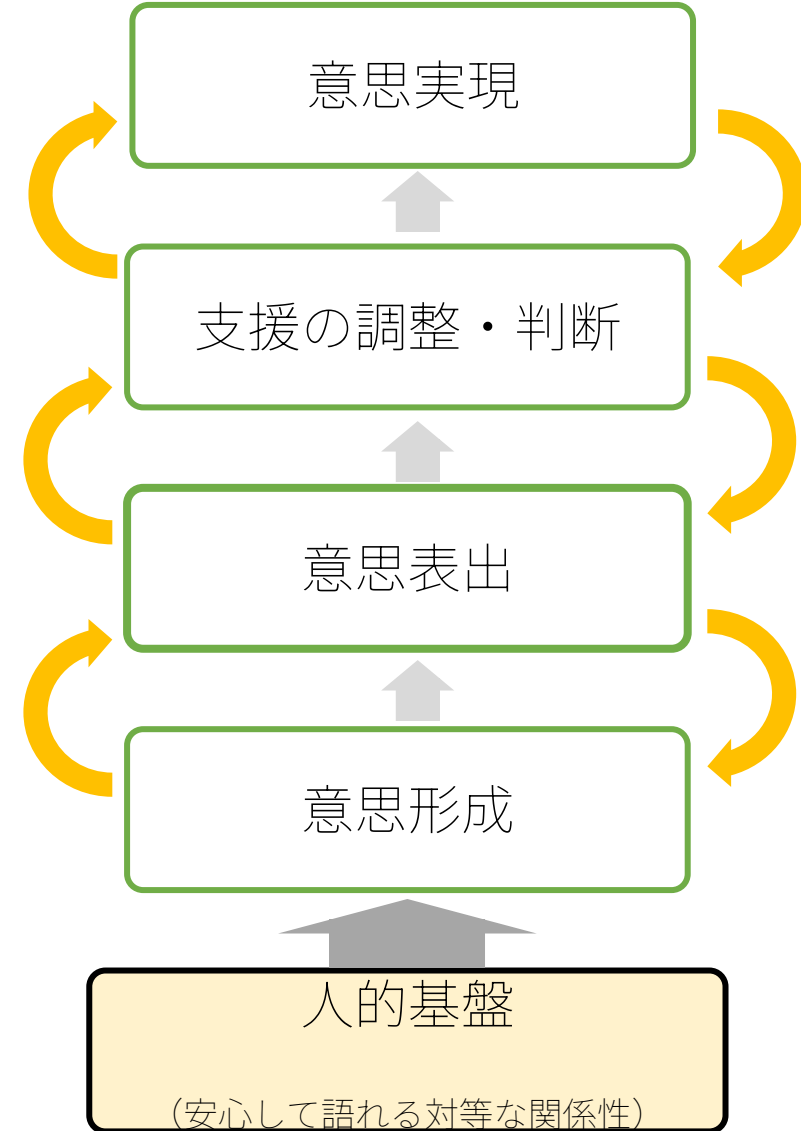 意思実現
支援の調整・判断
意思表出
意思形成
人的基盤
（安心して語れる対等な関係性）